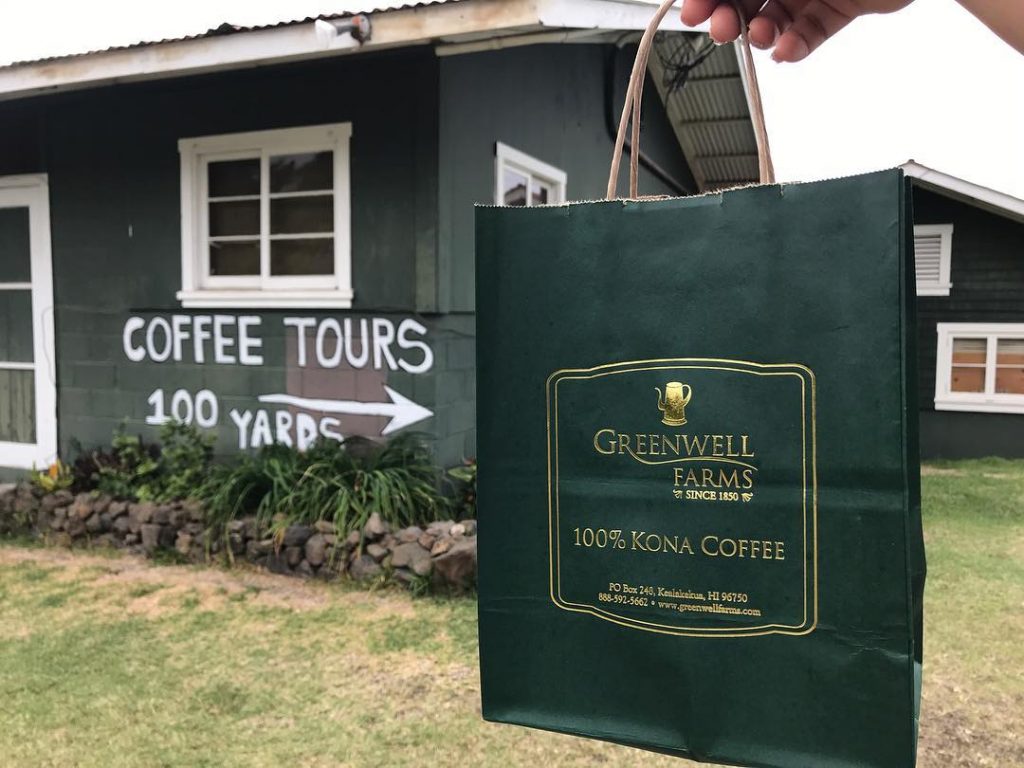 COFFEE TOURS
100 YARDS
GREENWELL
FARMS
SINCE 1850
100% KONA COFFEE
PO Box 248, Kealakekua, HI 96750
888-592-5662 • www.greenwellfarms.com